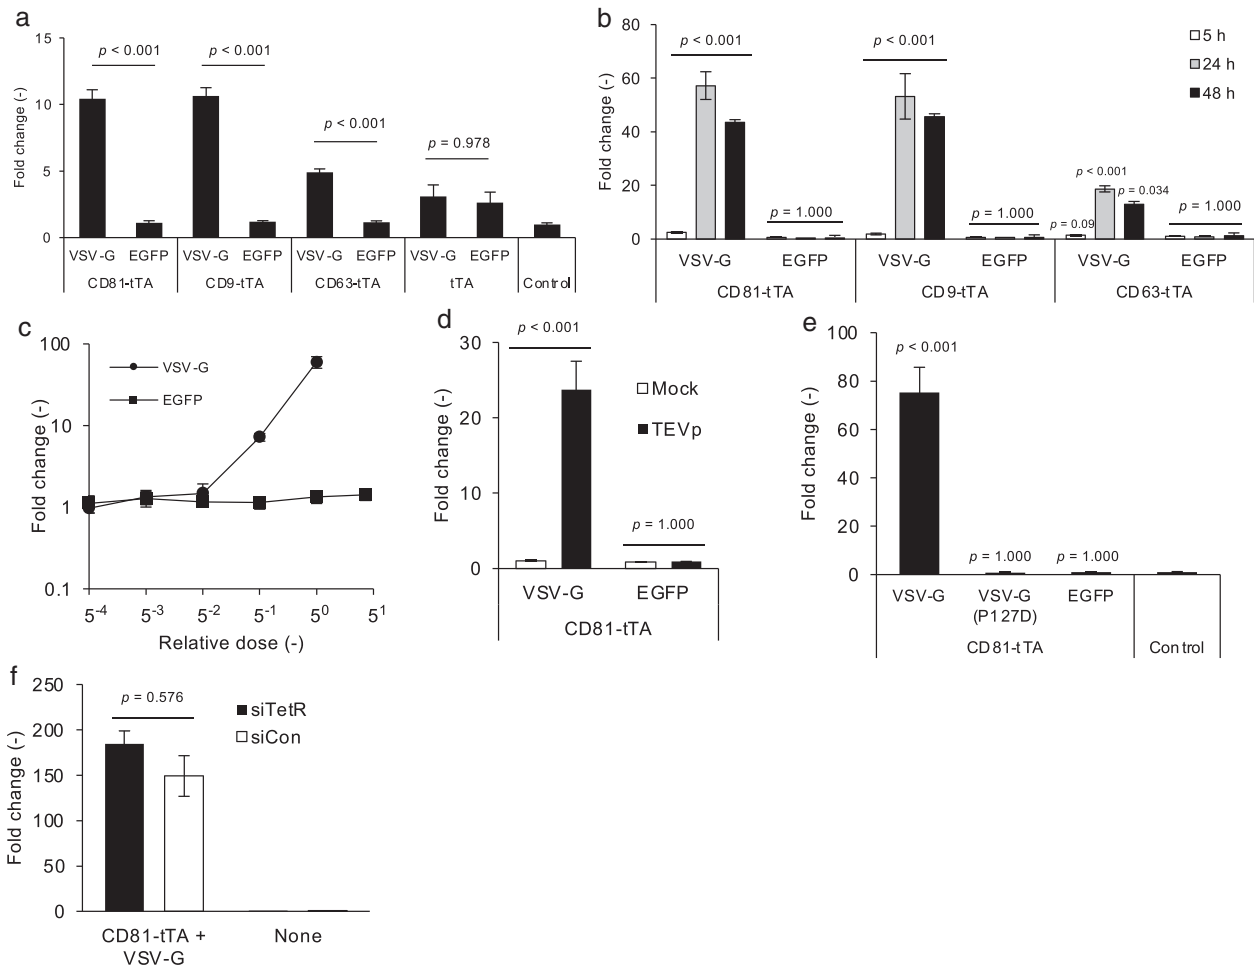 a
15
10
5
0
Fold change (-)
p < 0.001
p < 0.001
p < 0.001
p = 0.978
VSV-G EGFP VSV-G EGFP VSV-G EGFP VSV-G EGFP
CD81-tTA CD9-tTA CD63-tTA tTA Control
b
80
60
40
20
0
Fold change (-)
p < 0.001
p < 0.001
5 h
24 h
48 h
p = 1.000
p = 1.000
p < 0.001
p = 0.034
p = 0.09
p = 1.000
VSV-G EGFP VSV-G EGFP VSV-G EGFP
CD81-tTA CD9-tTA CD63-tTA
c
100
10
1
0.1
Fold change (-)
VSV-G
EGFP
5-4 5-3 5-2 5-1 50 51
Relative dose (-)
d
30
20
10
0
Fold change (-)
p < 0.001
Mock
TEVp
p = 1.000
VSV-G EGFP
CD81-tTA
e
100
80
60
40
20
0
Fold change (-)
p < 0.001
p = 1.000
p = 1.000
VSV-G VSV-G EGFP
(P127D)
CD81-tTA Control
f
250
200
150
100
50
0
Fold change (-)
p = 0.576
siTetR
siCon
CD81-tTA + None
VSV-G